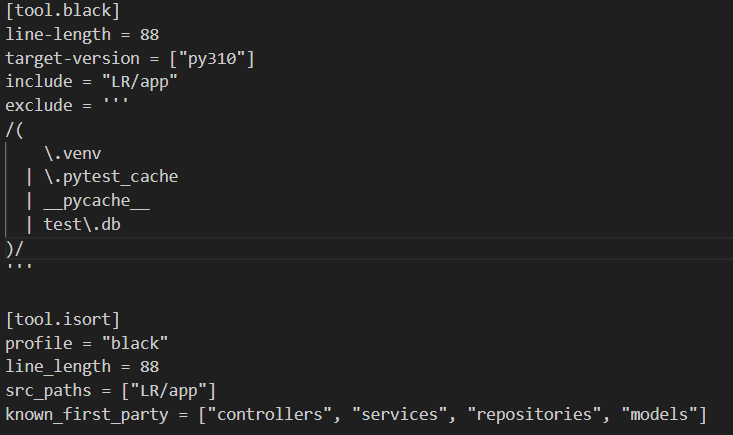 [tool.black]
line-length = 88
target-version = ["py310"]
include = "LR/app"
exclude = '''
/(
    \.venv
  | \.pytest_cache
  | __pycache__
  | test\.db
)/
'''

[tool.isort]
profile = "black"
line_length = 88
src_paths = ["LR/app"]
known_first_party = ["controllers", "services", "repositories", "models"]